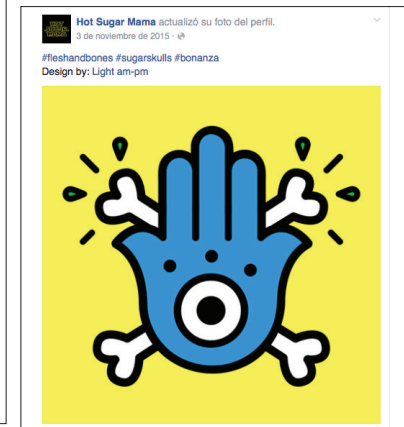 Hot Sugar Mama actualizó su foto del perfil.
3 de noviembre de 2015 ·
#fleshandbones #sugarskulls #bonanza
Design by: Light am-pm